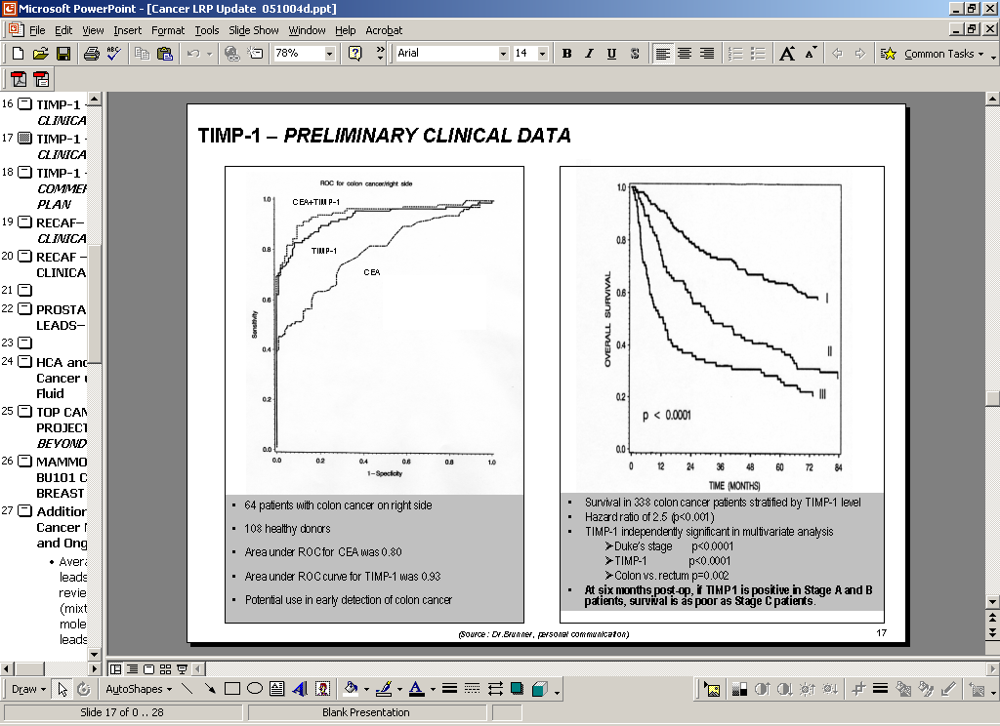 Microsoft PowerPoint - [Cancer LRP Update_051004d.ppt]
File Edit View Insert Format Tools Slide Show Window Help Acrobat
78% Arial 14 B I U S A A Common Tasks
16 TIMP-1 -
CLINICA
17 TIMP-1 -
CLINICA
18 TIMP-1 -
COMMER
PLAN
19 RECAF–
CLINICA
20 RECAF –
CLINICA
21
22 PROSTA
LEADS–
23
24 HCA and
Cancer
Fluid
25 TOP CAN
PROJECT
BEYOND
26 MAMMO
BU101 C
BREAST
27 Addition
Cancer
and Ong
• Avera
leads
revie
(mixt
mole
leads
TIMP-1 – PRELIMINARY CLINICAL DATA
ROC for colon cancer/right side
CEA+TIMP-1
TIMP-1
CEA
Sensitivity
1.0
0.8
0.6
0.4
0.2
0.0
0.0 0.2 0.4 0.6 0.8 1.0
1-Specificity
• 64 patients with colon cancer on right side
• 108 healthy donors
• Area under ROC for CEA was 0.80
• Area under ROC curve for TIMP-1 was 0.93
• Potential use in early detection of colon cancer
OVERALL SURVIVAL
1.0
0.8
0.6
0.4
0.2
0.0
I
II
III
p < 0.0001
0 12 24 36 48 60 72 84
TIME (MONTHS)
• Survival in 338 colon cancer patients stratified by TIMP-1 level
• Hazard ratio of 2.5 (p<0.001)
• TIMP-1 independently significant in multivariate analysis
➢Duke's stage p<0.0001
➢TIMP-1 p<0.0001
➢Colon vs. rectum p=0.002
• At six months post-op, if TIMP1 is positive in Stage A and B
patients, survival is as poor as Stage C patients.
(Source : Dr.Brunner, personal communication)
17
Draw AutoShapes
Slide 17 of 0 .. 28 Blank Presentation